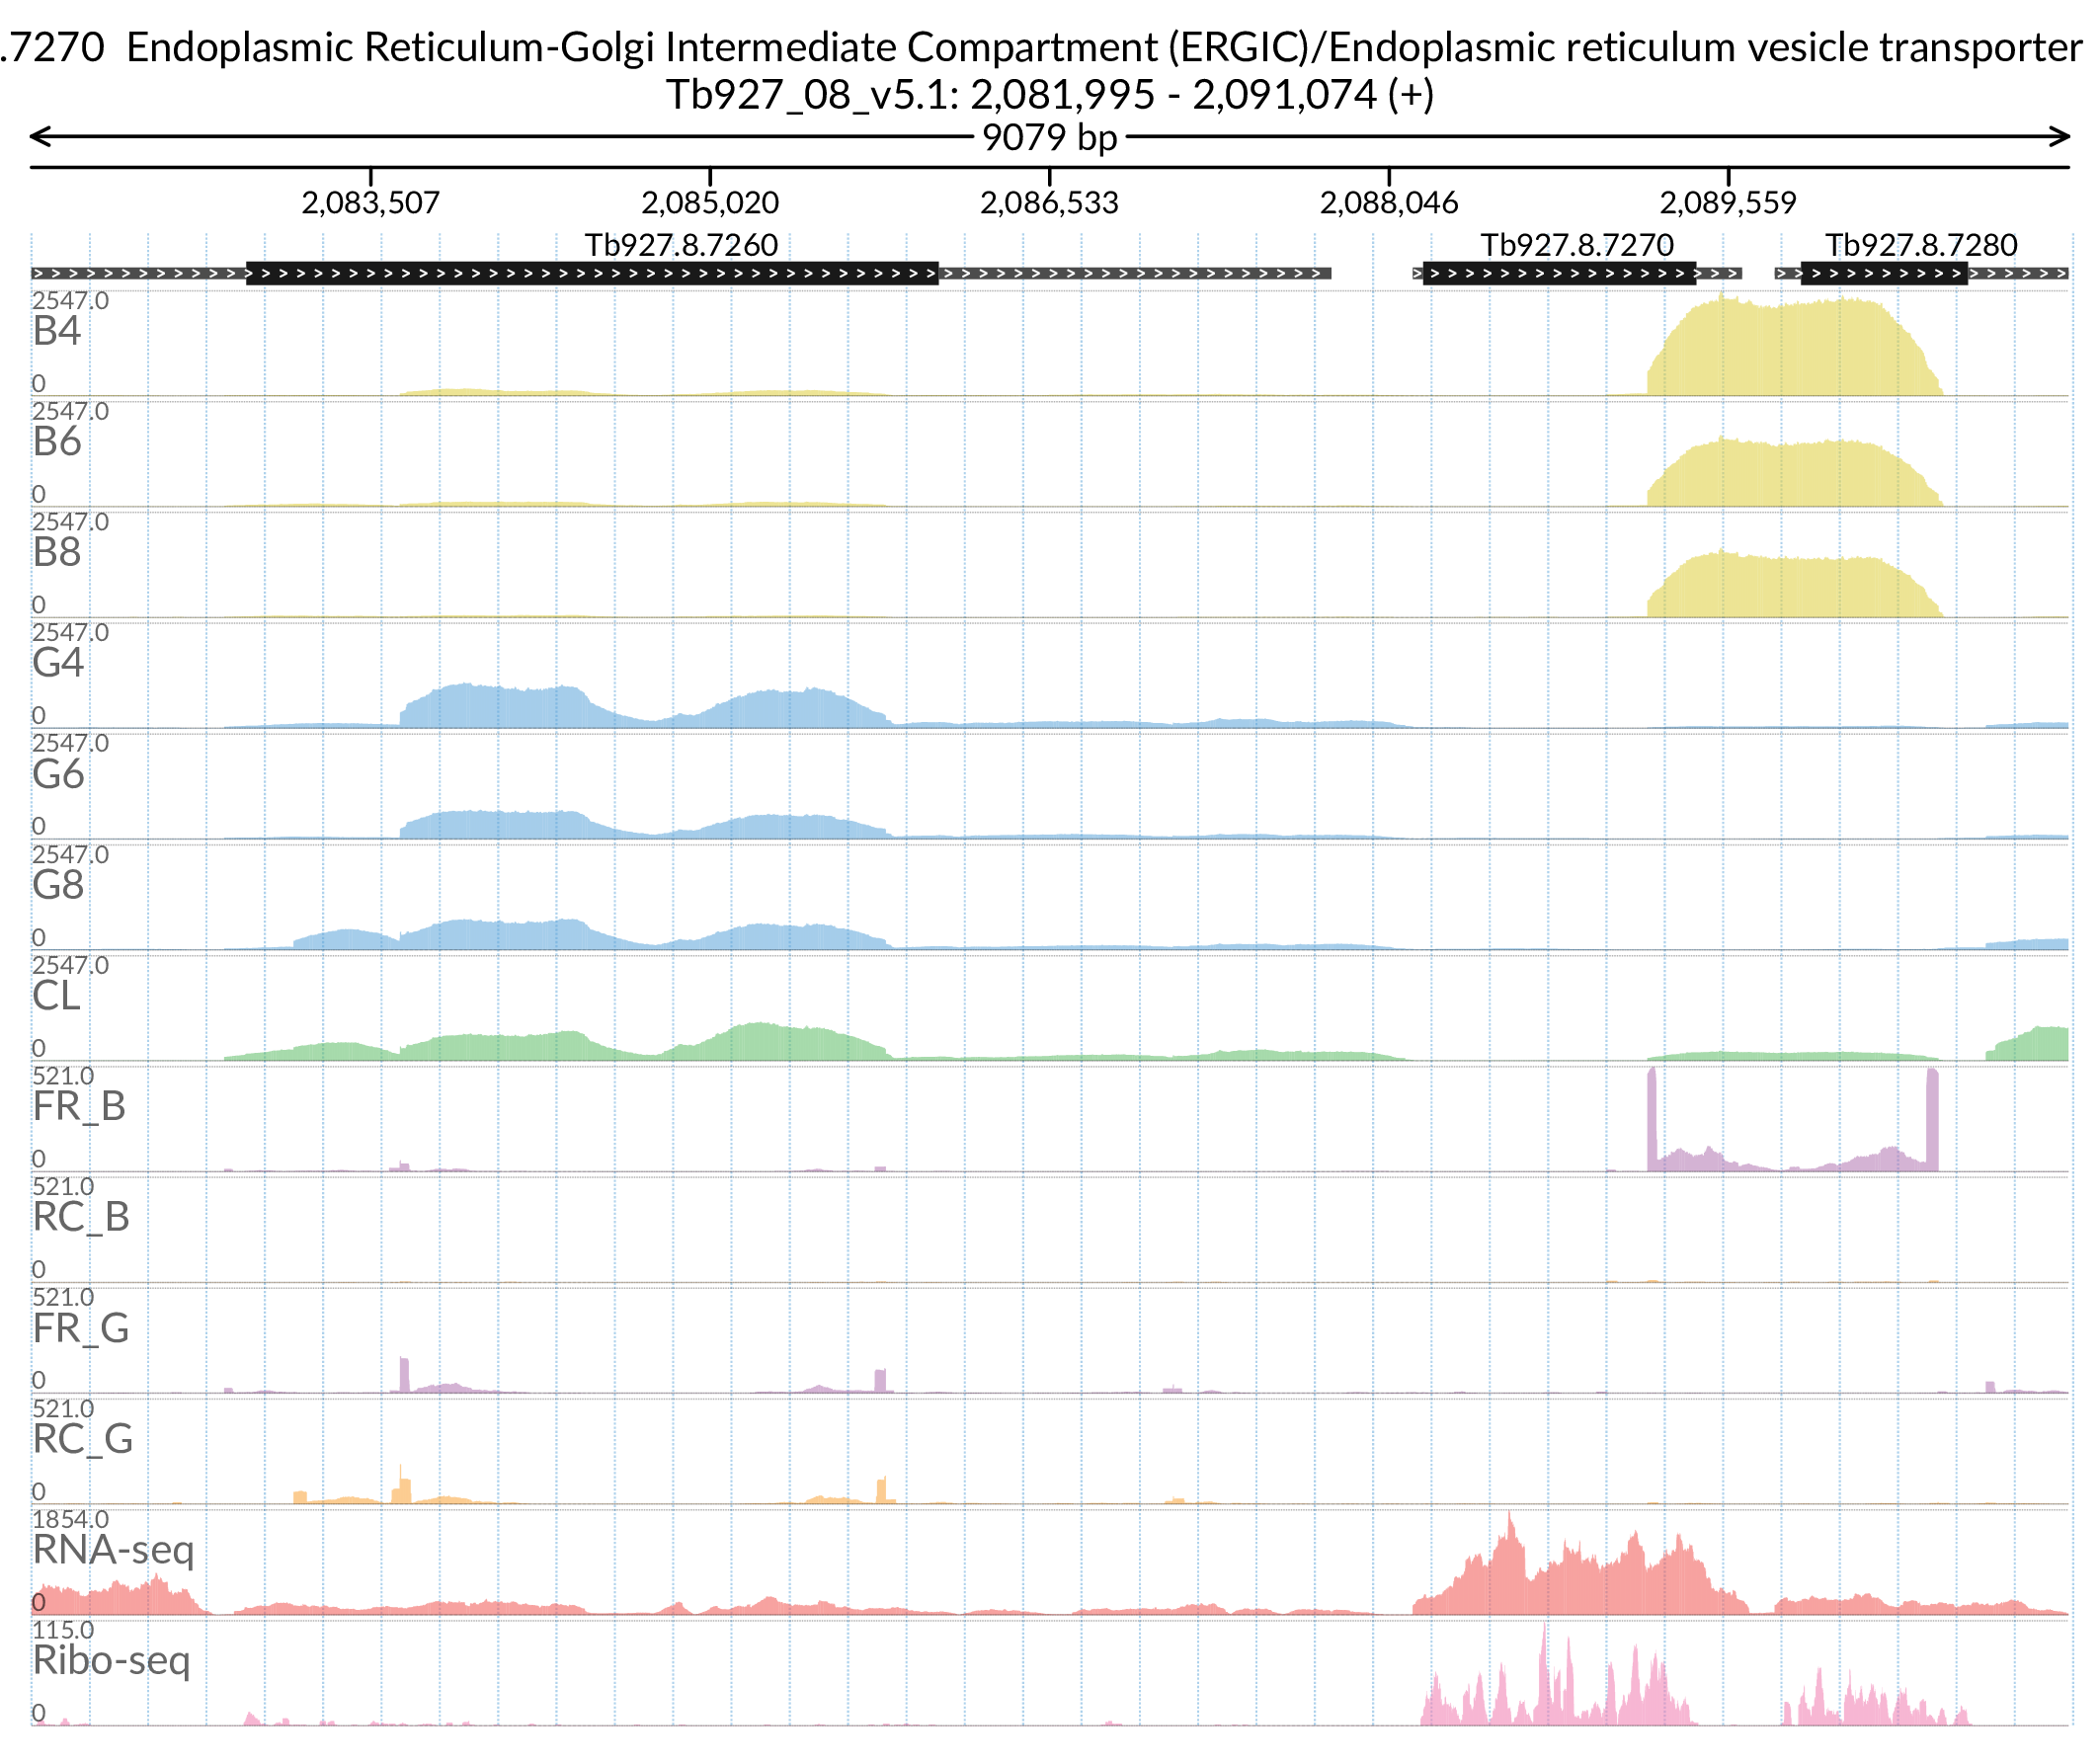 .7270 Endoplasmic Reticulum-Golgi Intermediate Compartment (ERGIC)/Endoplasmic reticulum vesicle transporter
Tb927_08_v5.1: 2,081,995 - 2,091,074 (+)
9079 bp
2,083,507 2,085,020 2,086,533 2,088,046 2,089,559
Tb927.8.7260 Tb927.8.7270 Tb927.8.7280
2547.0
B4
0
2547.0
B6
0
2547.0
B8
0
2547.0
G4
0
2547.0
G6
0
2547.0
G8
0
2547.0
CL
0
521.0
FR_B
0
521.0
RC_B
0
521.0
FR_G
0
521.0
RC_G
0
1854.0
RNA-seq
0
115.0
Ribo-seq
0